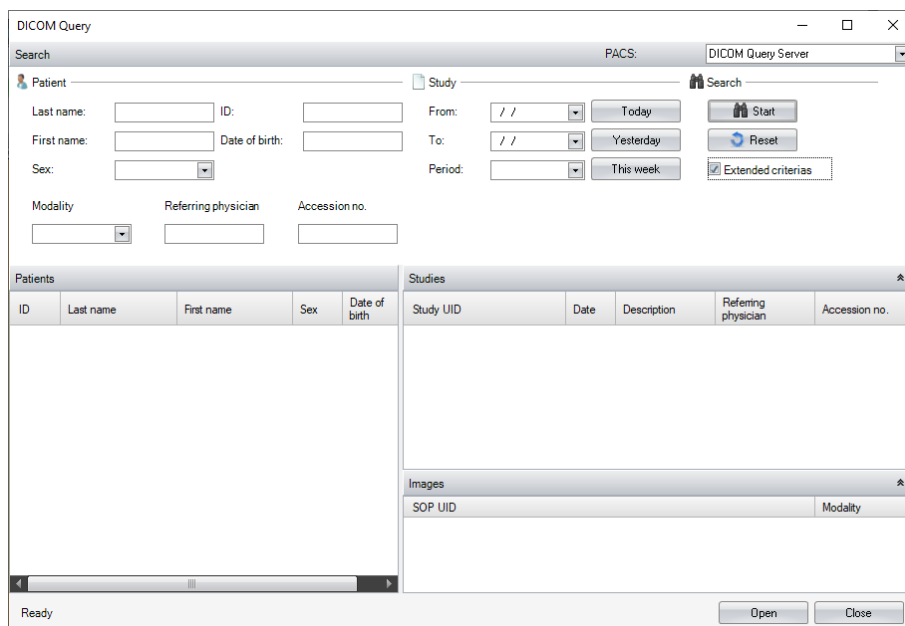 DICOM Query
Search PACS: DICOM Query Server
Patient Study Search
Last name: ID: From: / / Today Start
First name: Date of birth: To: / / Yesterday Reset
Sex: Period: This week Extended criterias
Modality Referring physician Accession no.
Patients Studies
ID Last name First name Sex Date of birth Study UID Date Description Referring physician Accession no.
Images
SOP UID Modality
Ready Open Close